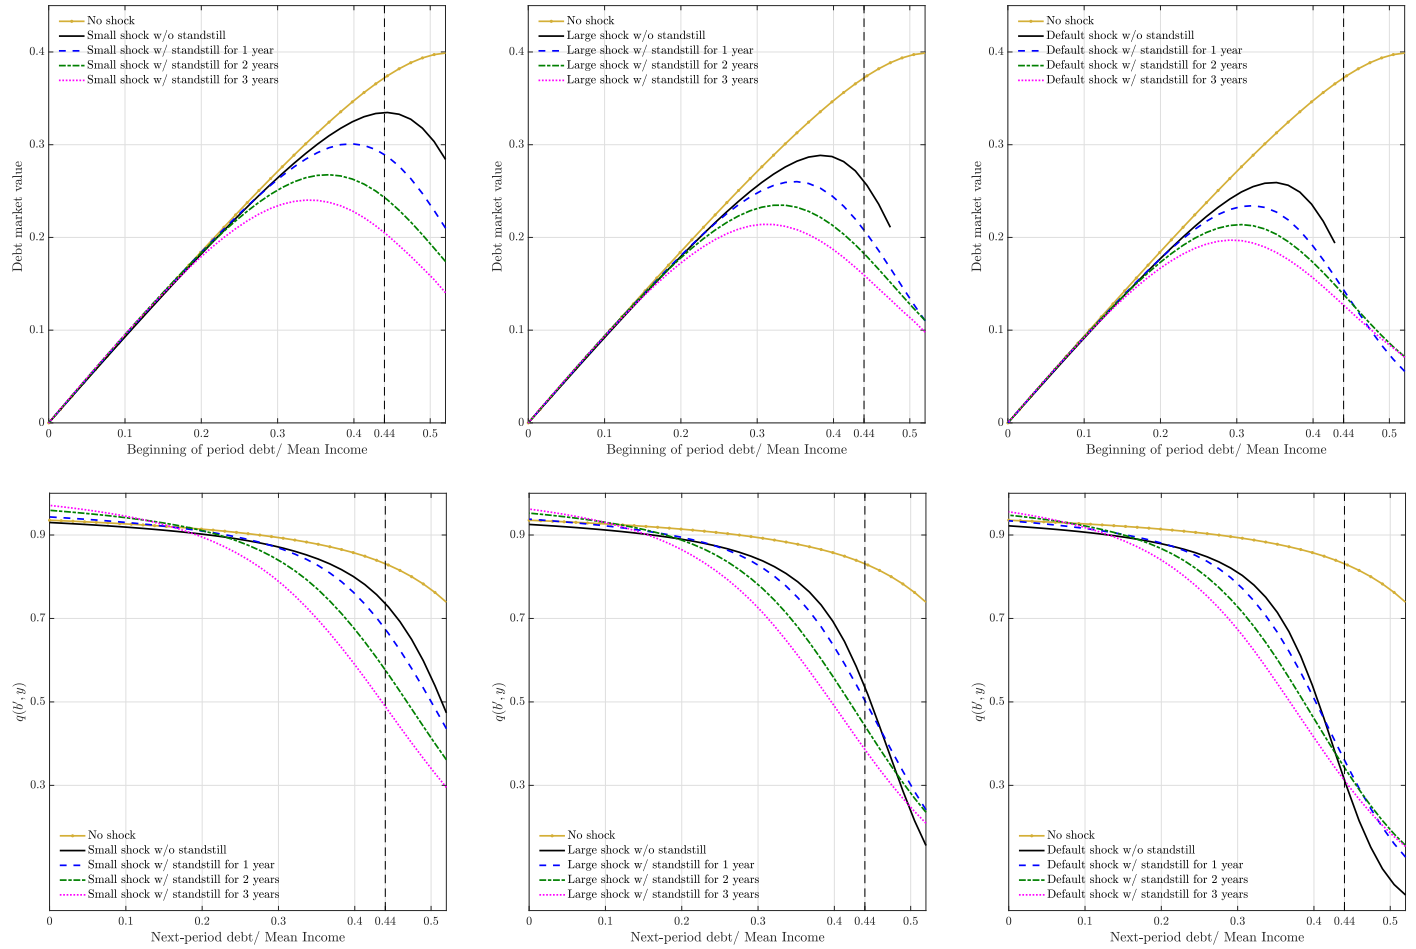 No shock
Small shock w/o standstill
Small shock w/ standstill for 1 year
Small shock w/ standstill for 2 years
Small shock w/ standstill for 3 years
Debt market value
0.4
0.3
0.2
0.1
0
0
0.1
0.2
0.3
0.4
0.44
0.5
Beginning of period debt/ Mean Income
No shock
Large shock w/o standstill
Large shock w/ standstill for 1 year
Large shock w/ standstill for 2 years
Large shock w/ standstill for 3 years
Debt market value
0.4
0.3
0.2
0.1
0
0
0.1
0.2
0.3
0.4
0.44
0.5
Beginning of period debt/ Mean Income
No shock
Default shock w/o standstill
Default shock w/ standstill for 1 year
Default shock w/ standstill for 2 years
Default shock w/ standstill for 3 years
Debt market value
0.4
0.3
0.2
0.1
0
0
0.1
0.2
0.3
0.4
0.44
0.5
Beginning of period debt/ Mean Income
q(b′, y)
0.9
0.7
0.5
0.3
No shock
Small shock w/o standstill
Small shock w/ standstill for 1 year
Small shock w/ standstill for 2 years
Small shock w/ standstill for 3 years
0
0.1
0.2
0.3
0.4
0.44
0.5
Next-period debt/ Mean Income
q(b′, y)
0.9
0.7
0.5
0.3
No shock
Large shock w/o standstill
Large shock w/ standstill for 1 year
Large shock w/ standstill for 2 years
Large shock w/ standstill for 3 years
0
0.1
0.2
0.3
0.4
0.44
0.5
Next-period debt/ Mean Income
q(b′, y)
0.9
0.7
0.5
0.3
No shock
Default shock w/o standstill
Default shock w/ standstill for 1 year
Default shock w/ standstill for 2 years
Default shock w/ standstill for 3 years
0
0.1
0.2
0.3
0.4
0.44
0.5
Next-period debt/ Mean Income